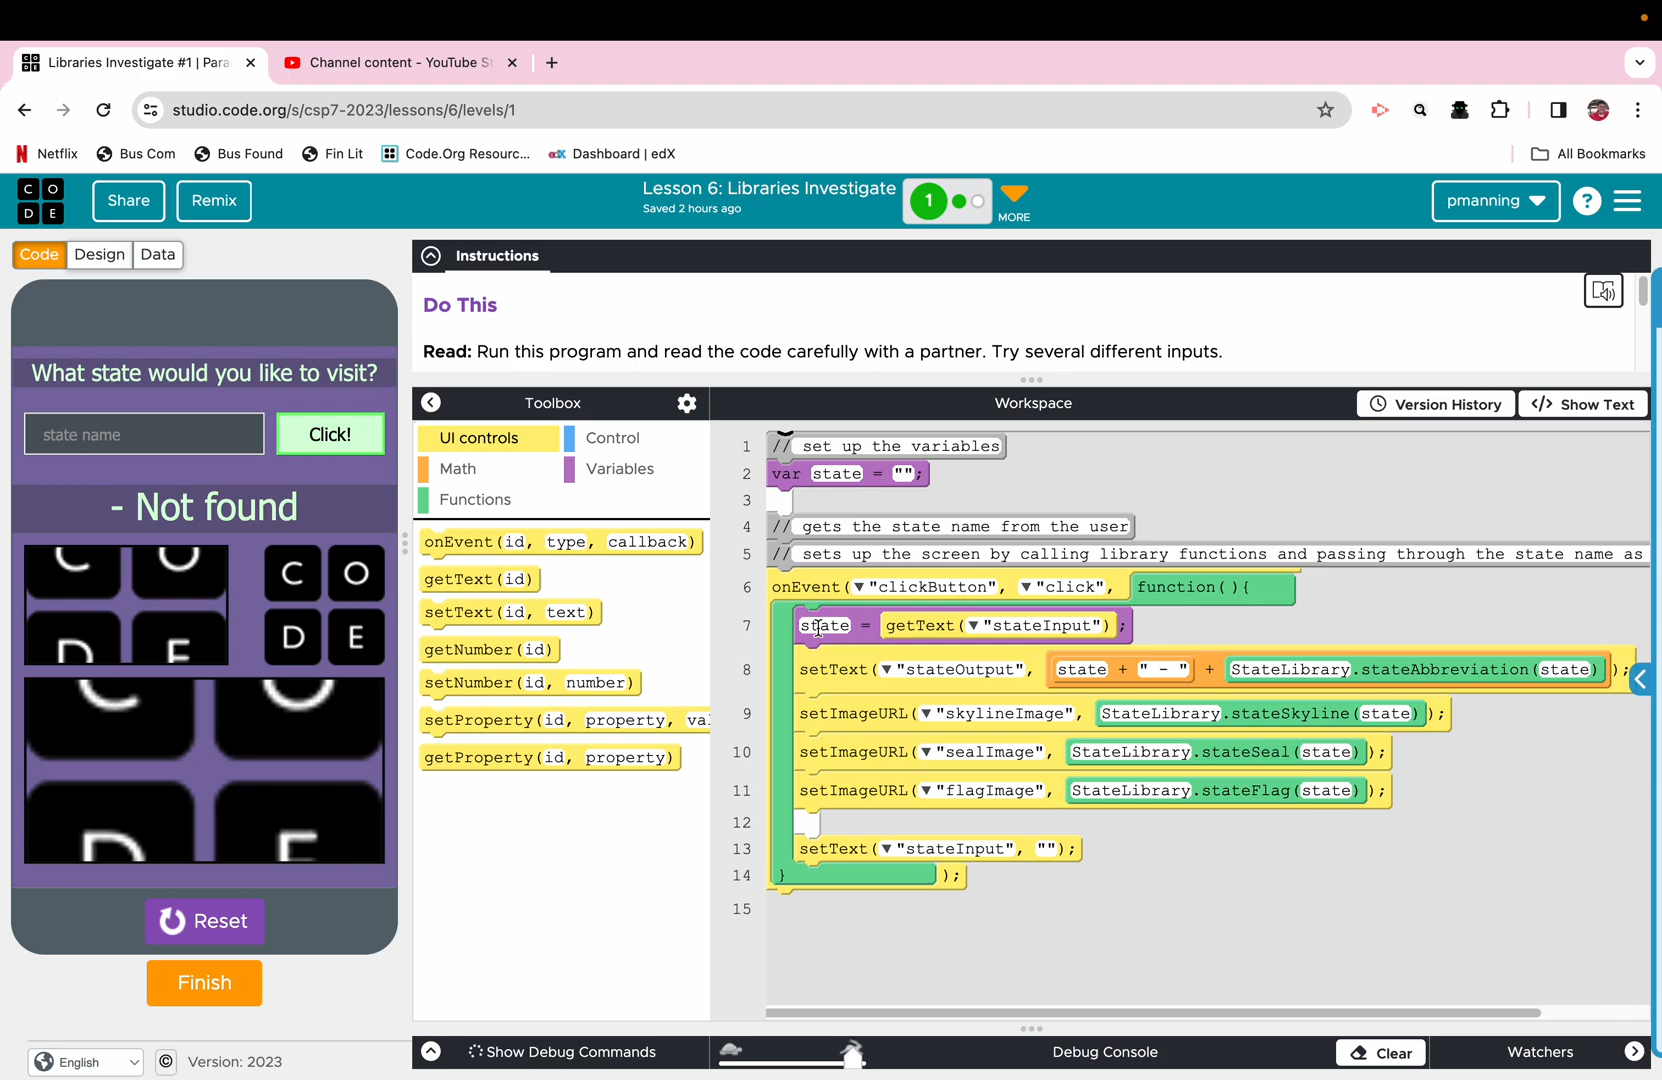 Libraries Investigate #1 | Para
Channel content - YouTube St
studio.code.org/s/csp7-2023/lessons/6/levels/1
Netflix
Bus Com
Bus Found
Fin Lit
Code.Org Resourc...
edX
Dashboard | edX
All Bookmarks
C O
D E
Share
Remix
Lesson 6: Libraries Investigate
Saved 2 hours ago
1
MORE
pmanning
?
Code
Design
Data
Instructions
Do This
Read: Run this program and read the code carefully with a partner. Try several different inputs.
What state would you like to visit?
state name
Click!
- Not found
C O
D E
C O
D E
C O
D E
Reset
Finish
English
© Version: 2023
Toolbox
UI controls
Control
Math
Variables
Functions
onEvent(id, type, callback)
getText(id)
setText(id, text)
getNumber(id)
setNumber(id, number)
setProperty(id, property, val
getProperty(id, property)
Workspace
Version History
</> Show Text
1 // set up the variables
2 var state = "";
3
4 // gets the state name from the user
5 // sets up the screen by calling library functions and passing through the state name as
6 onEvent(▼"clickButton", ▼"click", function(){
7 state = getText(▼"stateInput");
8 setText(▼"stateOutput", state + " - " + StateLibrary.stateAbbreviation(state));
9 setImageURL(▼"skylineImage", StateLibrary.stateSkyline(state));
10 setImageURL(▼"sealImage", StateLibrary.stateSeal(state));
11 setImageURL(▼"flagImage", StateLibrary.stateFlag(state));
12
13 setText(▼"stateInput", "");
14 } );
15
Show Debug Commands
Debug Console
Clear
Watchers